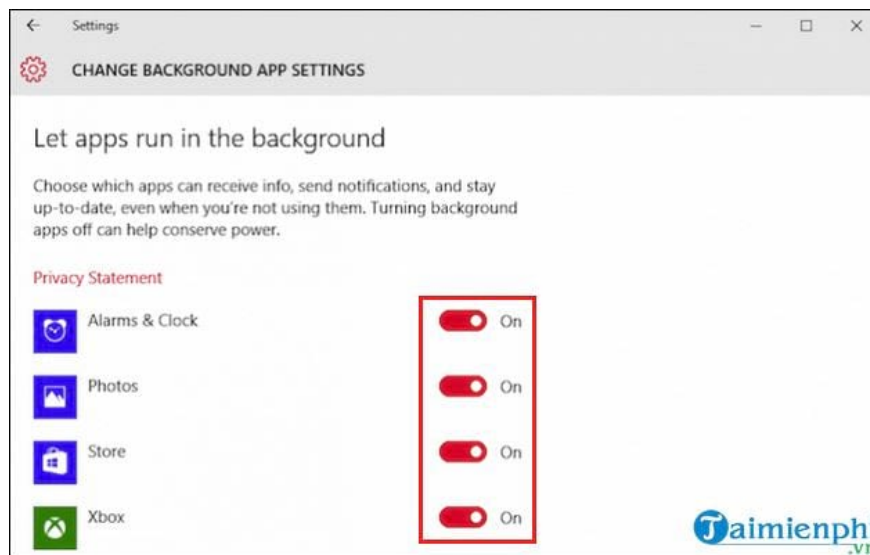 Settings
CHANGE BACKGROUND APP SETTINGS
Let apps run in the background
Choose which apps can receive info, send notifications, and stay
up-to-date, even when you're not using them. Turning background
apps off can help conserve power.
Privacy Statement
Alarms & Clock On
Photos On
Store On
Xbox On
Taimienph
.vn